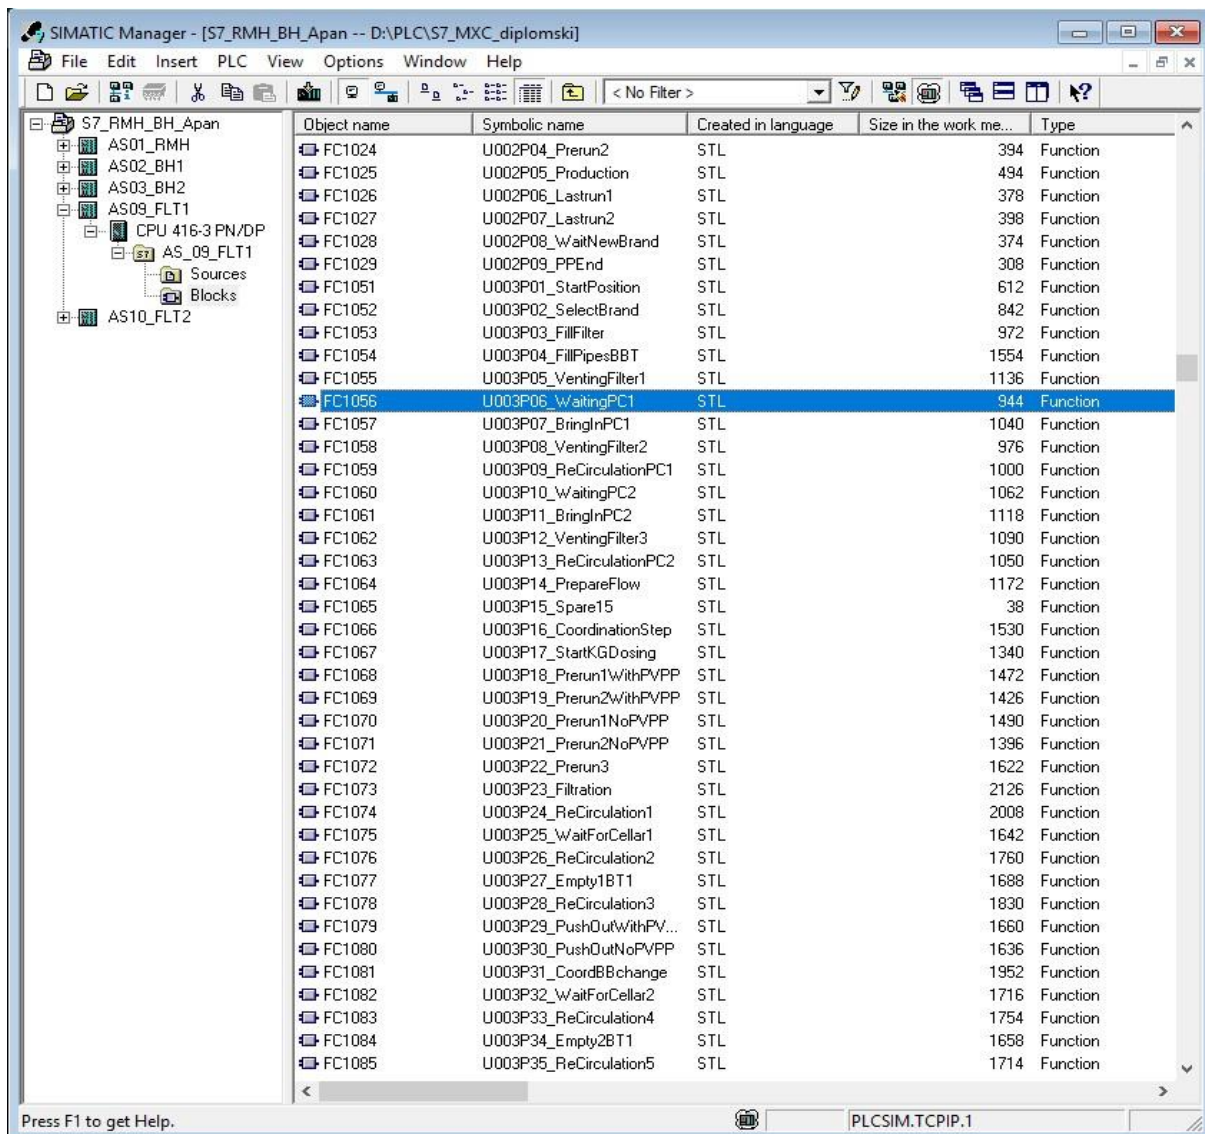 SIMATIC Manager - [S7_RMH_BH_Apan -- D:\PLC\S7_MXC_diplomski]
File Edit Insert PLC View Options Window Help
< No Filter >
S7_RMH_BH_Apan
AS01_RMH
AS02_BH1
AS03_BH2
AS09_FLT1
CPU 416-3 PN/DP
AS_09_FLT1
Sources
Blocks
AS10_FLT2
Object name Symbolic name Created in language Size in the work me... Type
FC1024 U002P04_Prerun2 STL 394 Function
FC1025 U002P05_Production STL 494 Function
FC1026 U002P06_Lastrun1 STL 378 Function
FC1027 U002P07_Lastrun2 STL 398 Function
FC1028 U002P08_WaitNewBrand STL 374 Function
FC1029 U002P09_PPEnd STL 308 Function
FC1051 U003P01_StartPosition STL 612 Function
FC1052 U003P02_SelectBrand STL 842 Function
FC1053 U003P03_FillFilter STL 972 Function
FC1054 U003P04_FillPipesBBT STL 1554 Function
FC1055 U003P05_VentingFilter1 STL 1136 Function
FC1056 U003P06_WaitingPC1 STL 944 Function
FC1057 U003P07_BringInPC1 STL 1040 Function
FC1058 U003P08_VentingFilter2 STL 976 Function
FC1059 U003P09_ReCirculationPC1 STL 1000 Function
FC1060 U003P10_WaitingPC2 STL 1062 Function
FC1061 U003P11_BringInPC2 STL 1118 Function
FC1062 U003P12_VentingFilter3 STL 1090 Function
FC1063 U003P13_ReCirculationPC2 STL 1050 Function
FC1064 U003P14_PrepareFlow STL 1172 Function
FC1065 U003P15_Spare15 STL 38 Function
FC1066 U003P16_CoordinationStep STL 1530 Function
FC1067 U003P17_StartKGDosing STL 1340 Function
FC1068 U003P18_Prerun1WithPVPP STL 1472 Function
FC1069 U003P19_Prerun2WithPVPP STL 1426 Function
FC1070 U003P20_Prerun1NoPVPP STL 1490 Function
FC1071 U003P21_Prerun2NoPVPP STL 1396 Function
FC1072 U003P22_Prerun3 STL 1622 Function
FC1073 U003P23_Filtration STL 2126 Function
FC1074 U003P24_ReCirculation1 STL 2008 Function
FC1075 U003P25_WaitForCellar1 STL 1642 Function
FC1076 U003P26_ReCirculation2 STL 1760 Function
FC1077 U003P27_Empty1BT1 STL 1688 Function
FC1078 U003P28_ReCirculation3 STL 1830 Function
FC1079 U003P29_PushOutWithPV... STL 1660 Function
FC1080 U003P30_PushOutNoPVPP STL 1636 Function
FC1081 U003P31_CoordBBchange STL 1952 Function
FC1082 U003P32_WaitForCellar2 STL 1716 Function
FC1083 U003P33_ReCirculation4 STL 1754 Function
FC1084 U003P34_Empty2BT1 STL 1658 Function
FC1085 U003P35_ReCirculation5 STL 1714 Function
Press F1 to get Help. PLCSIM.TCPIP.1